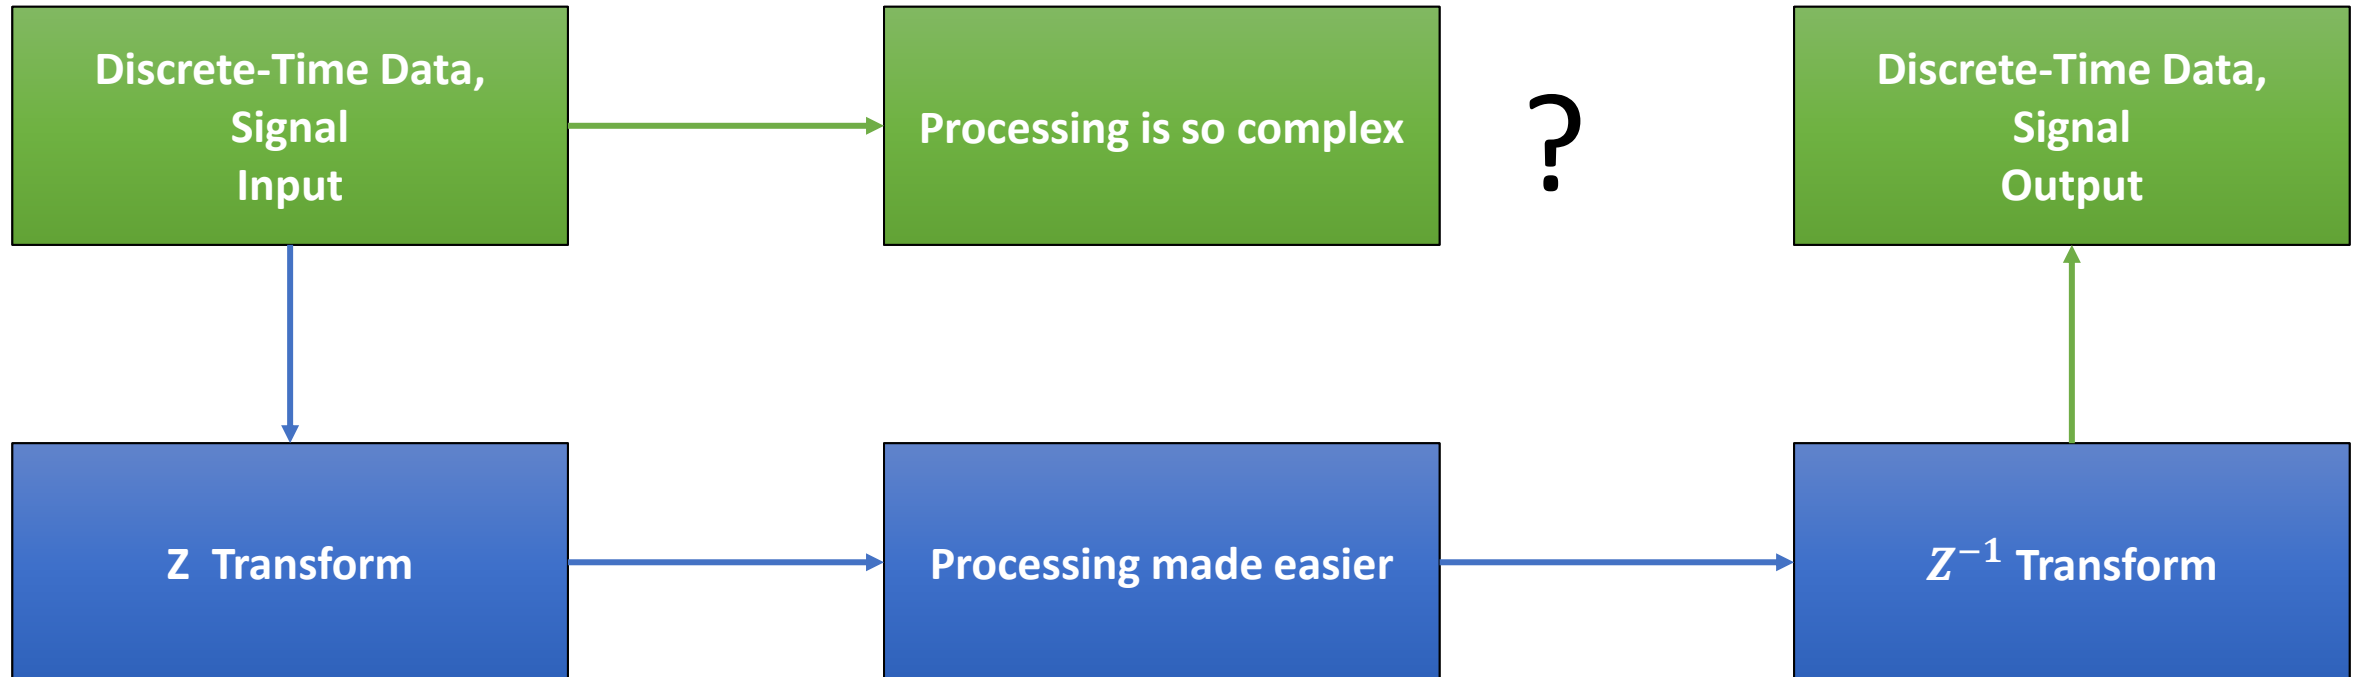 Discrete-Time Data,
Signal
Input
Processing is so complex
?
Discrete-Time Data,
Signal
Output
Z Transform
Processing made easier
Z⁻¹ Transform